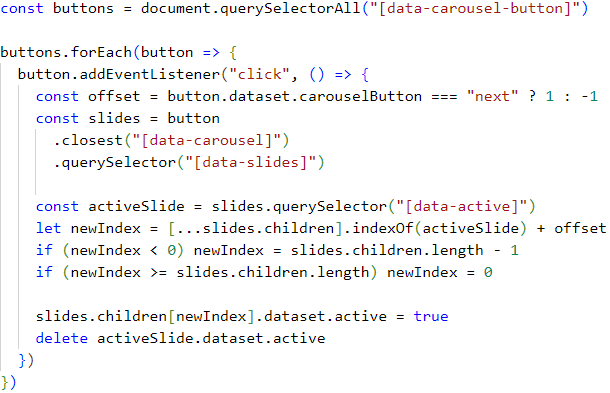 const buttons = document.querySelectorAll("[data-carousel-button]")

buttons.forEach(button => {
  button.addEventListener("click", () => {
    const offset = button.dataset.carouselButton === "next" ? 1 : -1
    const slides = button
      .closest("[data-carousel]")
      .querySelector("[data-slides]")

    const activeSlide = slides.querySelector("[data-active]")
    let newIndex = [...slides.children].indexOf(activeSlide) + offset
    if (newIndex < 0) newIndex = slides.children.length - 1
    if (newIndex >= slides.children.length) newIndex = 0

    slides.children[newIndex].dataset.active = true
    delete activeSlide.dataset.active
  })
})